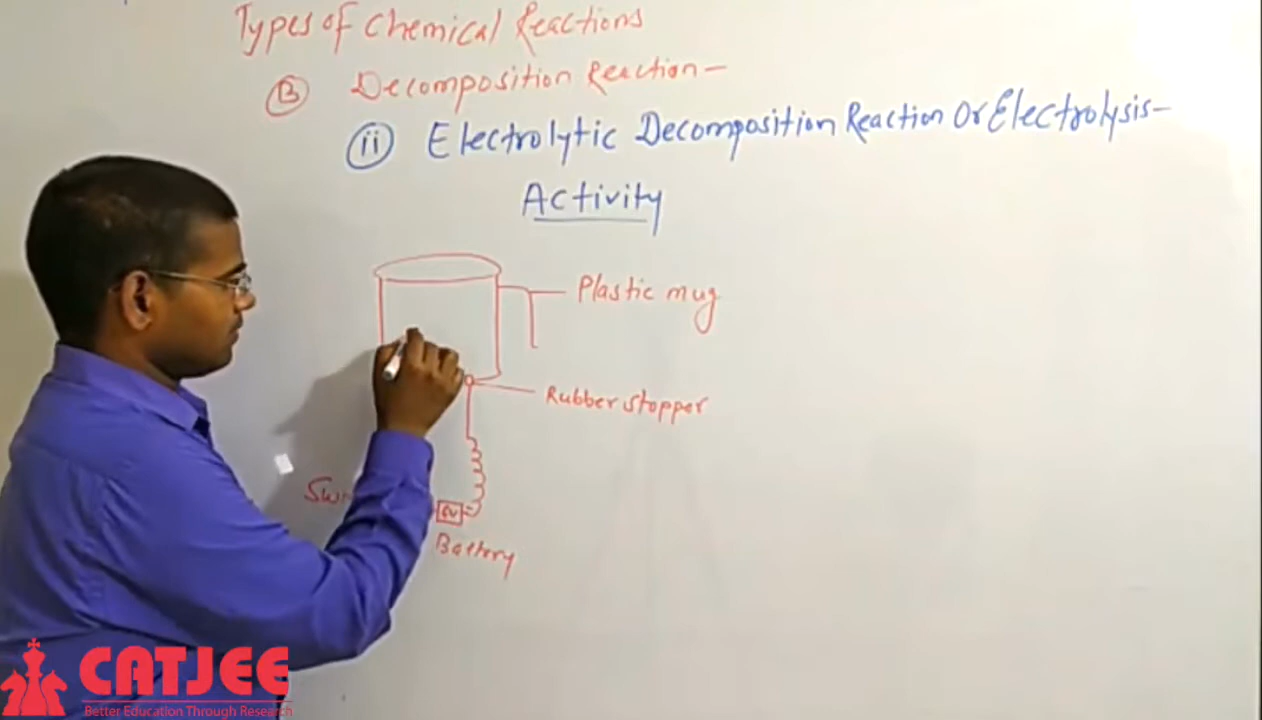 Types of Chemical Reactions
B Decomposition Reaction-
ii Electrolytic Decomposition Reaction Or Electrolysis-
Activity
Plastic mug
Rubber stopper
6V
Battery
CATJEE
Better Education Through Research